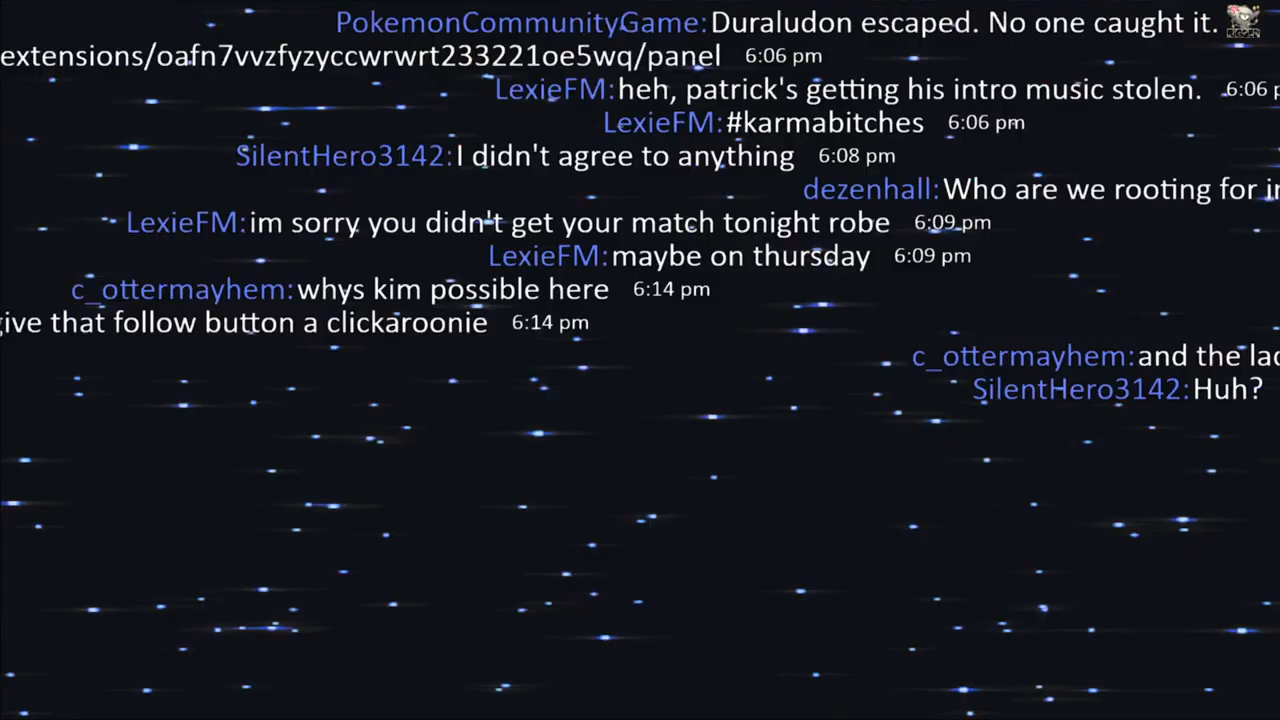 PokemonCommunityGame: Duraludon escaped. No one caught it.
extensions/oafn7vvzfyzyccwrwrt233221oe5wq/panel 6:06 pm
LexieFM: heh, patrick's getting his intro music stolen. 6:06 p
LexieFM: #karmabitches 6:06 pm
SilentHero3142: I didn't agree to anything 6:08 pm
dezenhall: Who are we rooting for i
LexieFM: im sorry you didn't get your match tonight robe 6:09 pm
LexieFM: maybe on thursday 6:09 pm
c_ottermayhem: whys kim possible here 6:14 pm
give that follow button a clickaroonie 6:14 pm
c_ottermayhem: and the lac
SilentHero3142: Huh?